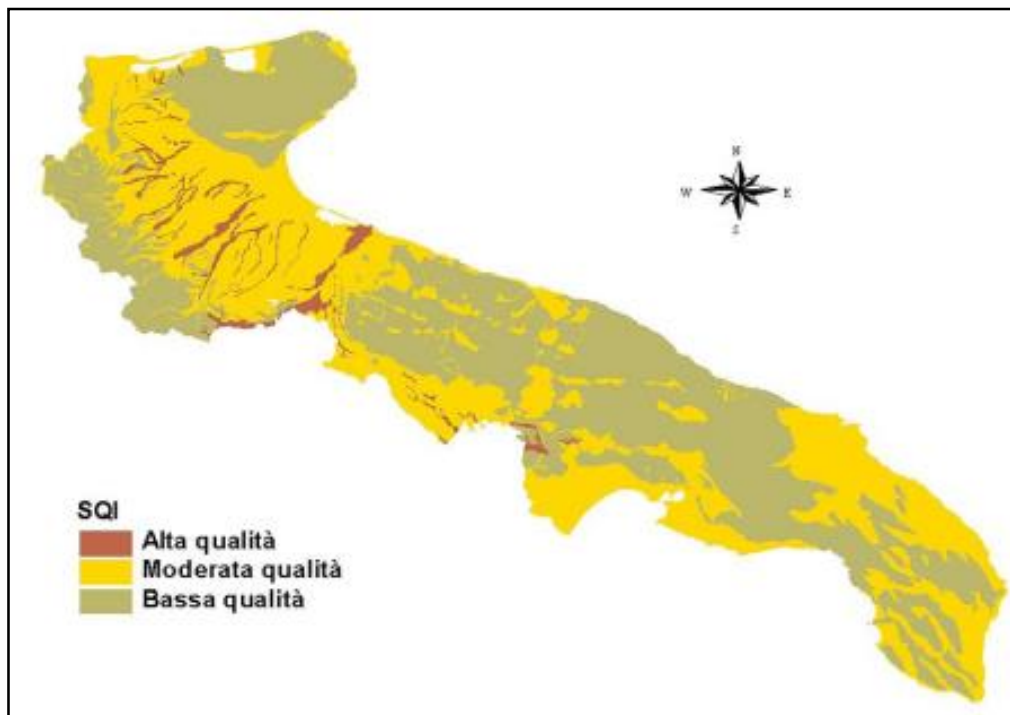 N
W E
S
SQI
Alta qualità
Moderata qualità
Bassa qualità